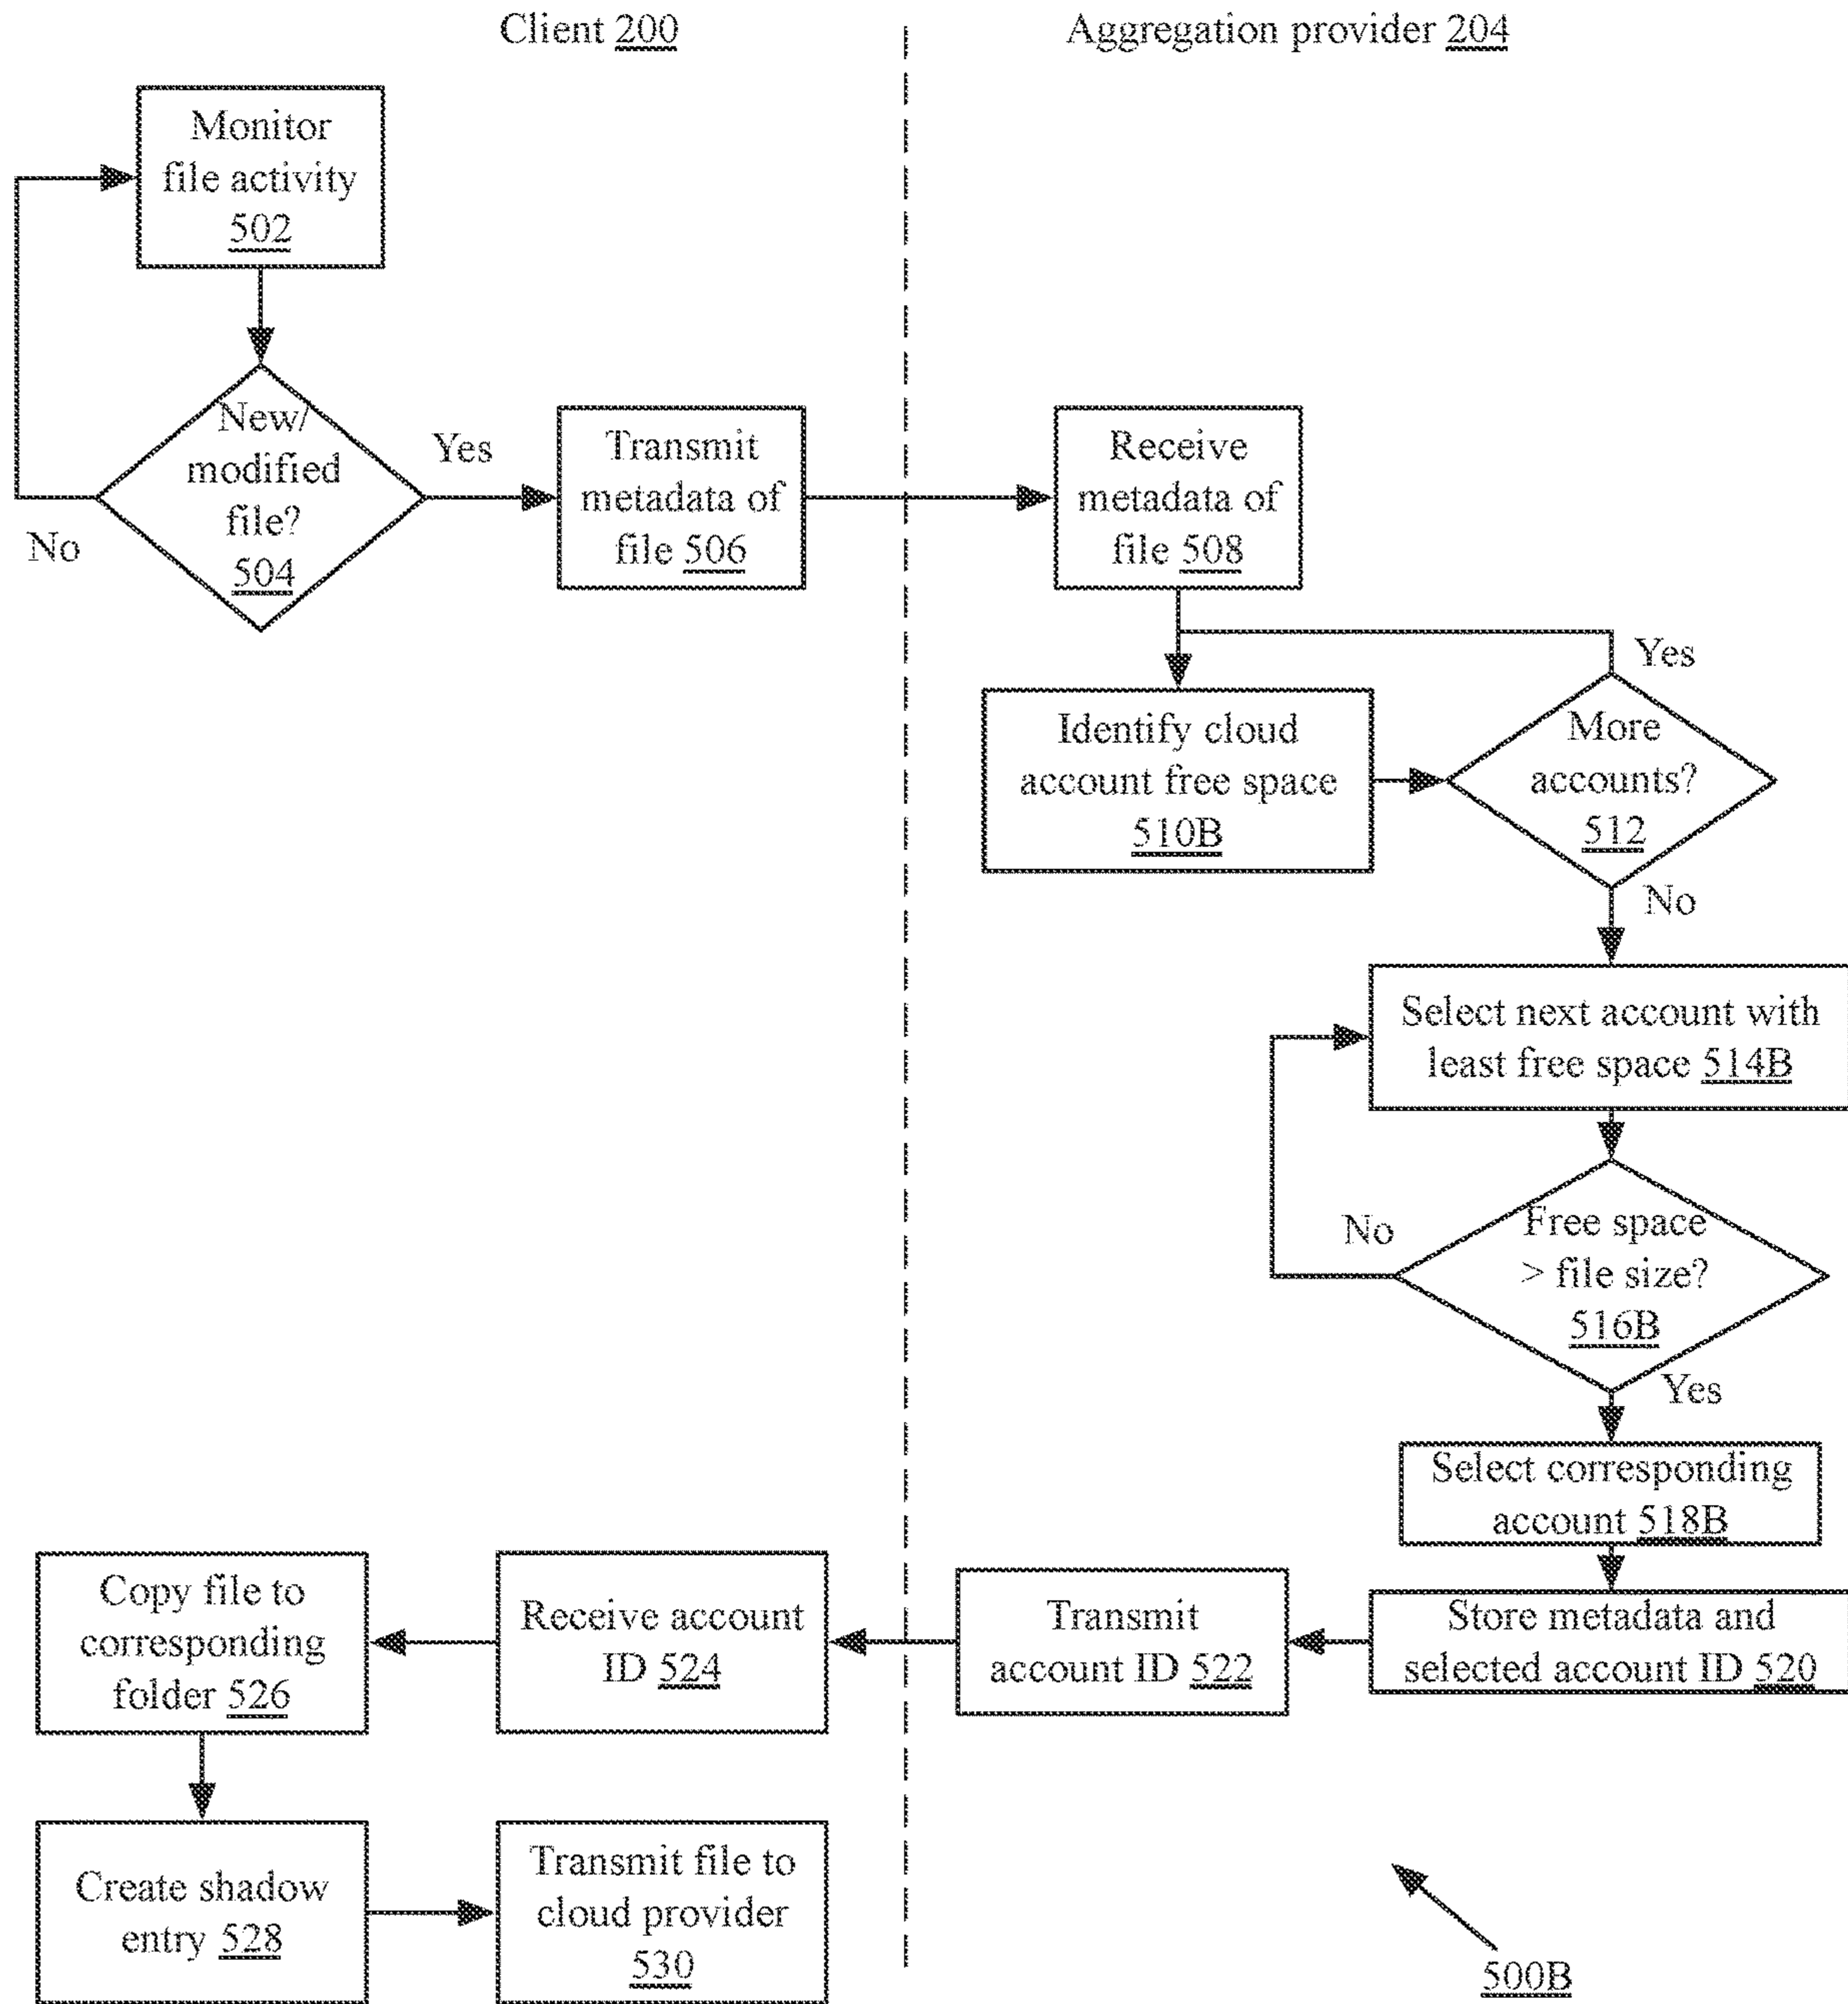 Client 200
Aggregation provider 204
Monitor
file activity
502
New/
modified
file?
504
Yes
No
Transmit
metadata of
file 506
Receive
metadata of
file 508
Identify cloud
account free space
510B
More
accounts?
512
Yes
No
Select next account with
least free space 514B
Free space
> file size?
516B
No
Yes
Select corresponding
account 518B
Store metadata and
selected account ID 520
Transmit
account ID 522
Receive account
ID 524
Copy file to
corresponding
folder 526
Create shadow
entry 528
Transmit file to
cloud provider
530
500B